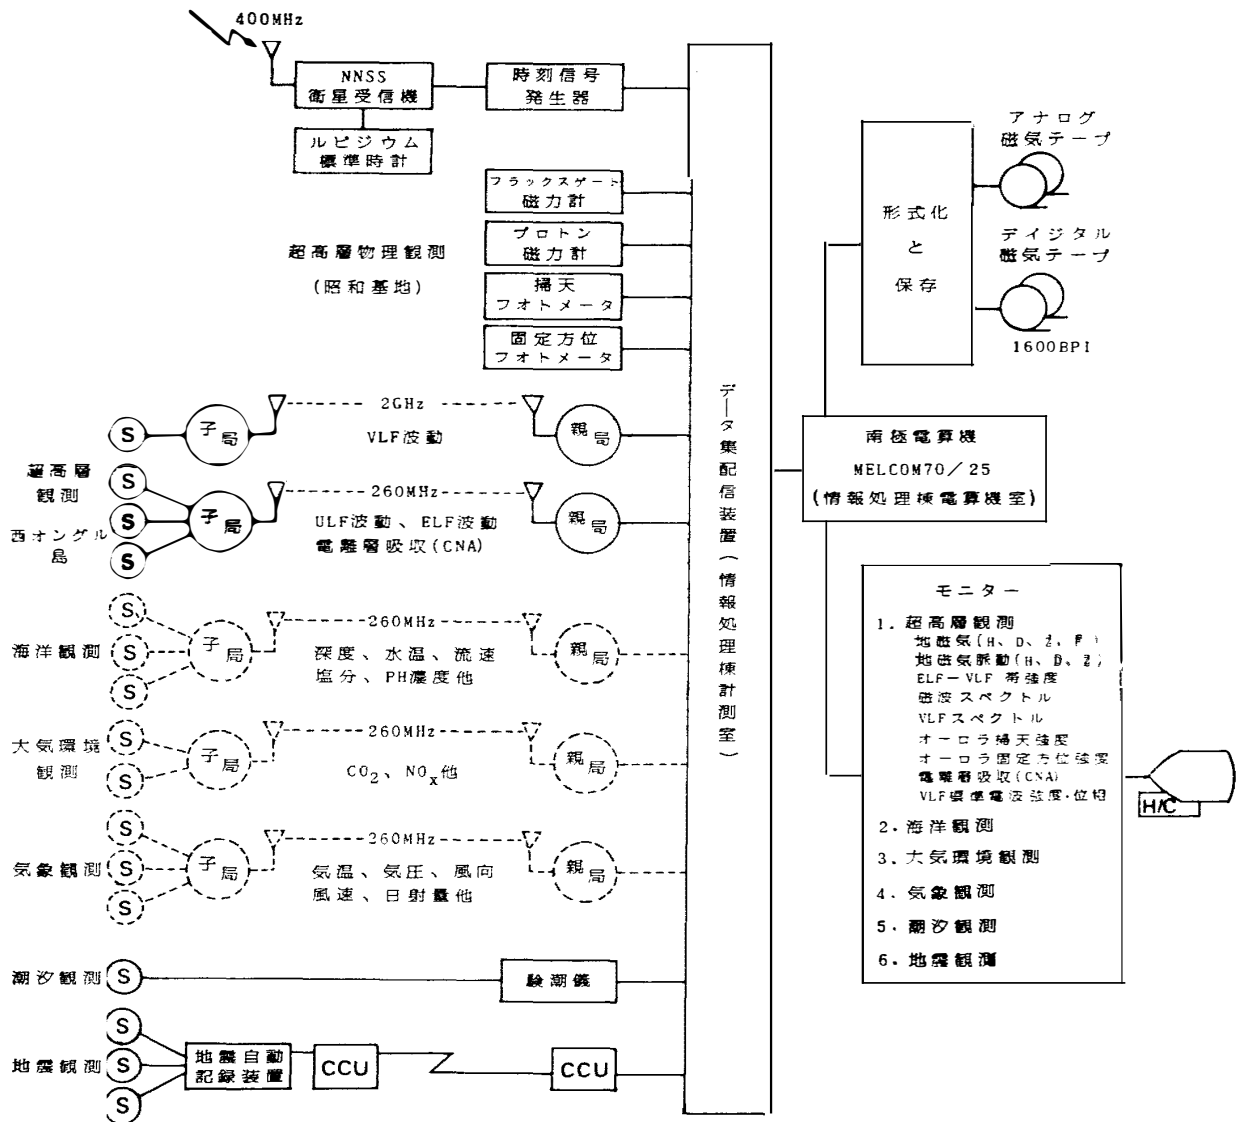 400MHz
NNSS
衛星受信機
時刻信号
発生器
ルビジウム
標準時計
フラックスゲート
磁力計
プロトン
磁力計
掃天
フォトメータ
固定方位
フォトメータ
超高層物理観測
(昭和基地)
S
子局
2GHz
VLF波動
親局
超高層
観測
西オングル
島
S
S
S
子局
260MHz
ULF波動、ELF波動
電離層吸収(CNA)
親局
海洋観測
S
S
S
子局
260MHz
深度、水温、流速
塩分、PH濃度他
親局
大気環境
観測
S
S
子局
260MHz
CO₂、NOx他
親局
気象観測
S
S
S
子局
260MHz
気温、気圧、風向
風速、日射量他
親局
潮汐観測
S
験潮儀
地震観測
S
S
S
地震自動
記録装置
CCU
CCU
データ集配信装置(情報処理棟計測室)
南極電算機
MELCOM70/25
(情報処理棟電算機室)
形式化
と
保存
アナログ
磁気テープ
デイジタル
磁気テープ
1600BPI
モニター
1. 超高層観測
地磁気(H、D、Z、F)
地磁気脈動(H、D、Z)
ELF-VLF 帯強度
磁波スペクトル
VLFスペクトル
オーロラ掃天強度
オーロラ固定方位強度
電離層吸収(CNA)
VLF標準電波強度・位相
2. 海洋観測
3. 大気環境観測
4. 気象観測
5. 潮汐観測
6. 地震観測
H/C